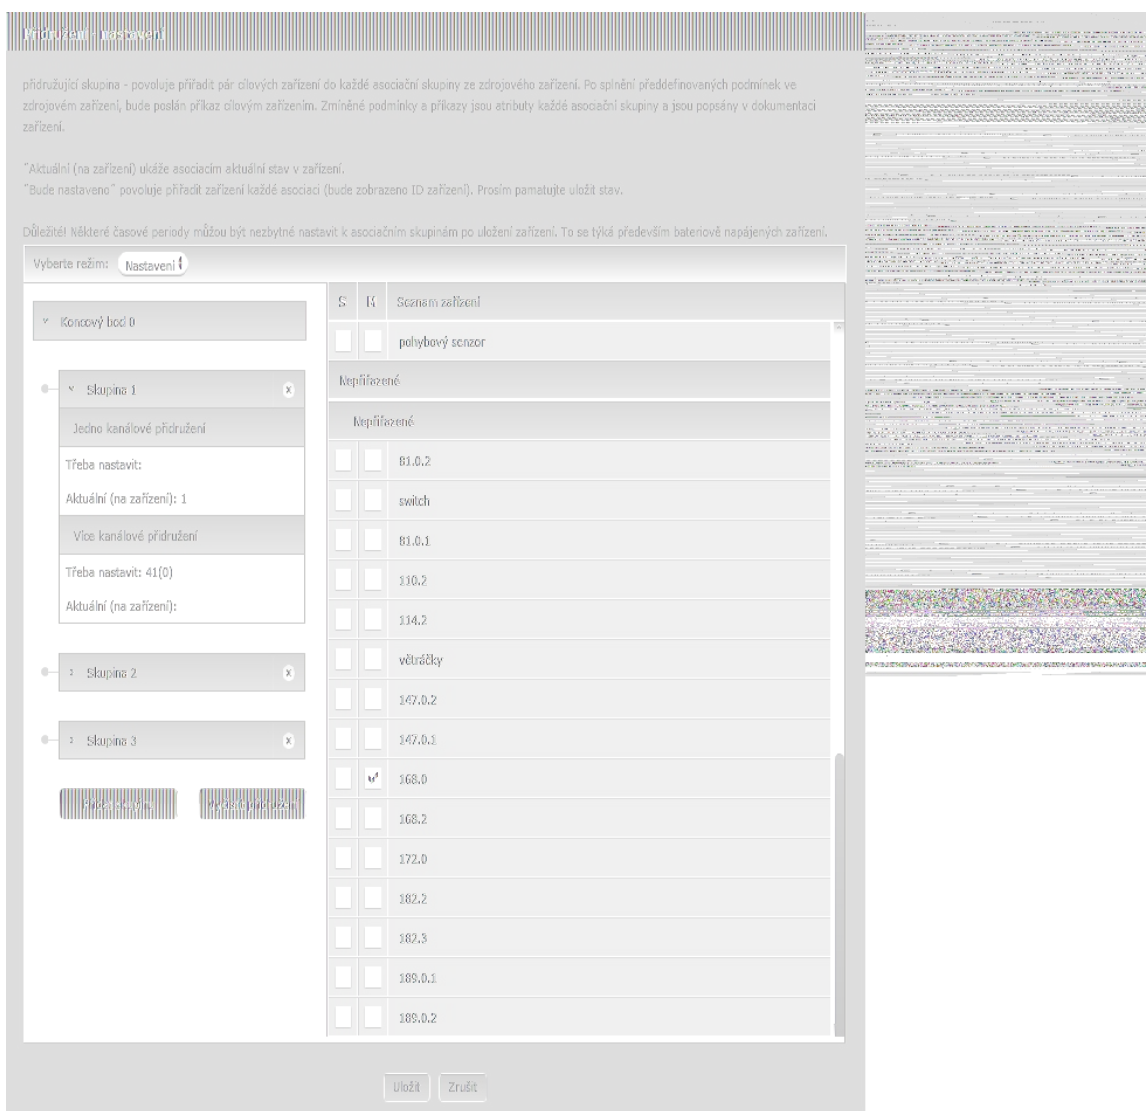 Přidružení - nastavení
přidružující skupina - povoluje přiřadit pár cílových zařízení do každé asociační skupiny ze zdrojového zařízení. Po splnění předdefinovaných podmínek ve
zdrojovém zařízení, bude poslán příkaz cílovým zařízením. Zmíněné podmínky a příkazy jsou atributy každé asociační skupiny a jsou popsány v dokumentaci
zařízení.
"Aktuální (na zařízení) ukáže asociacím aktuální stav v zařízení.
"Bude nastaveno" povoluje přiřadit zařízení každé asociaci (bude zobrazeno ID zařízení). Prosím pamatujte uložit stav.
Důležité! Některé časové periody můžou být nezbytné nastavit k asociačním skupinám po uložení zařízení. To se týká především bateriově napájených zařízení.
Vyberte režim: Nastavení
Koncový bod 0
Skupina 1 x
Jedno kanálové přidružení
Třeba nastavit:
Aktuální (na zařízení): 1
Více kanálové přidružení
Třeba nastavit: 41(0)
Aktuální (na zařízení):
Skupina 2 x
Skupina 3 x
S Seznam zařízení
pohybový senzor
Nepřiřazené
Nepřiřazené
81.0.2
switch
81.0.1
110.2
114.2
větráčky
147.0.2
147.0.1
168.0
168.2
172.0
182.2
182.3
189.0.1
189.0.2
Uložit Zrušit